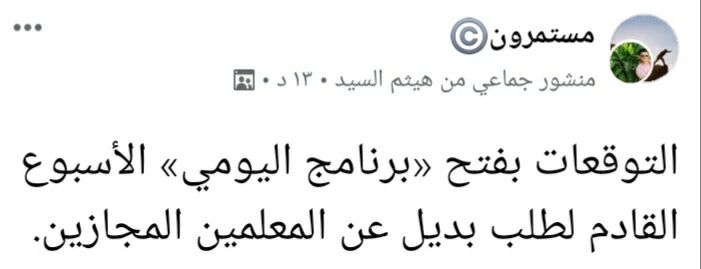 مستمرون©
منشور جماعي من هيثم السيد • ١٣ د •
التوقعات بفتح «برنامج اليومي» الأسبوع
القادم لطلب بديل عن المعلمين المجازين.